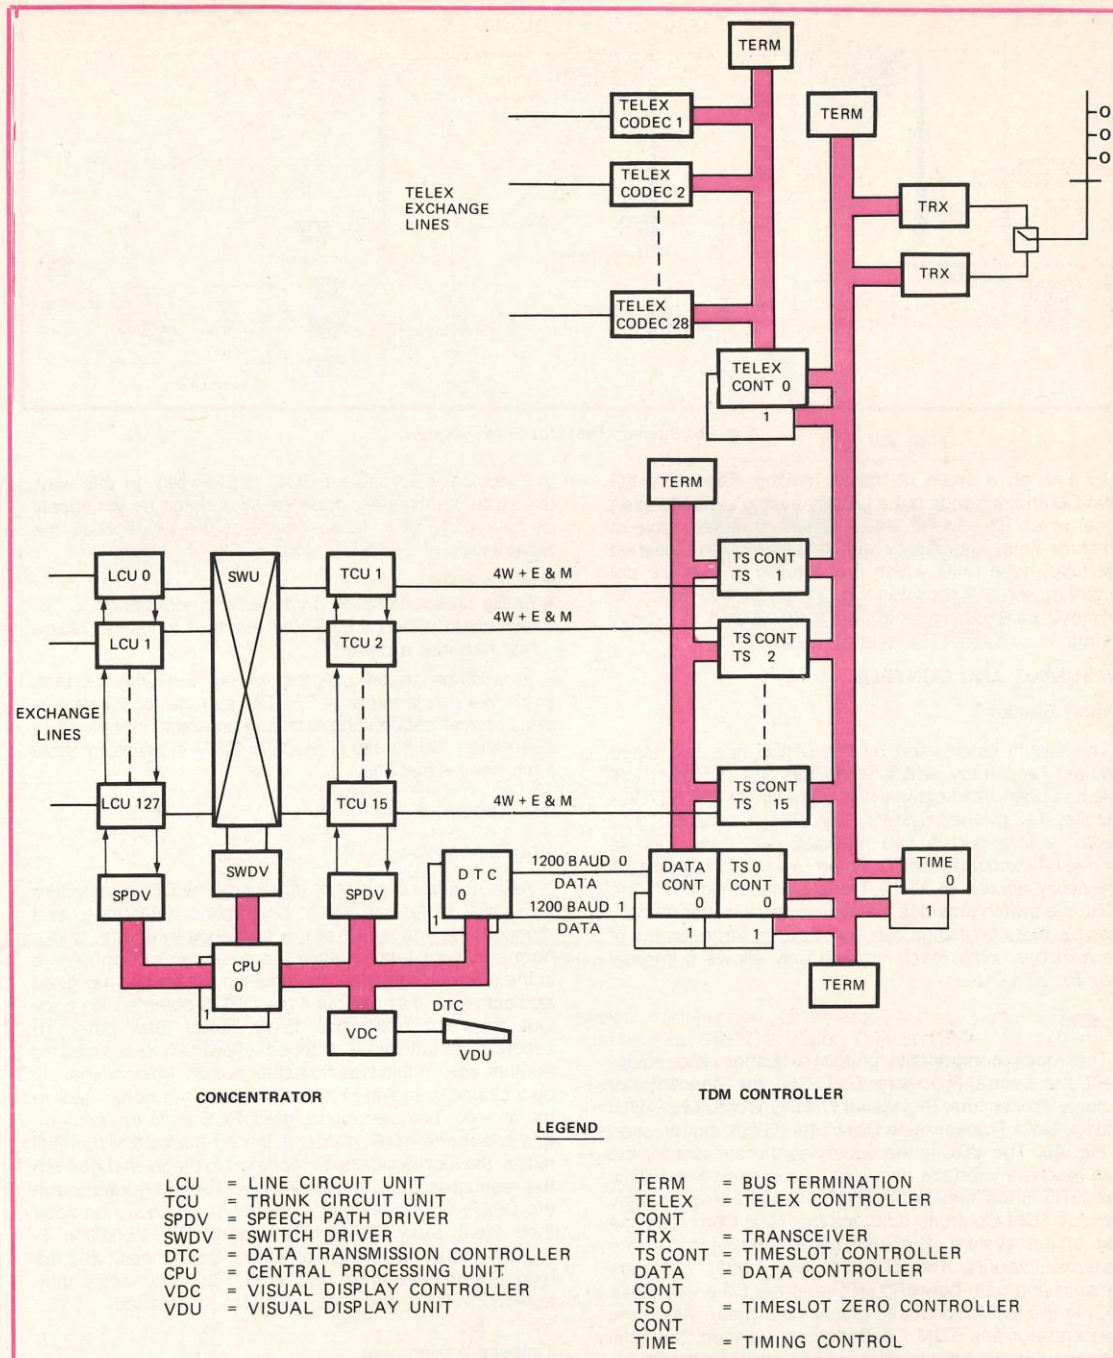 TERM
TELEX
CODEC 1
TERM
O
O
O
TELEX
CODEC 2
TELEX
EXCHANGE
LINES
TRX
TRX
TELEX
CODEC 28
TELEX
CONT 0
1
TERM
LCU 0
SWU
TCU 1
4W + E & M
TS CONT
TS 1
LCU 1
TCU 2
4W + E & M
TS CONT
TS 2
EXCHANGE
LINES
LCU 127
TCU 15
4W + E & M
TS CONT
TS 15
SPDV
SWDV
SPDV
DTC
0
1
1200 BAUD 0
DATA
1200 BAUD 1
DATA
DATA
CONT
0
1
TS 0
CONT
0
1
TIME
0
1
CPU
0
1
TERM
VDC
DTC
VDU
CONCENTRATOR
TDM CONTROLLER
LEGEND
LCU = LINE CIRCUIT UNIT
TCU = TRUNK CIRCUIT UNIT
SPDV = SPEECH PATH DRIVER
SWDV = SWITCH DRIVER
DTC = DATA TRANSMISSION CONTROLLER
CPU = CENTRAL PROCESSING UNIT
VDC = VISUAL DISPLAY CONTROLLER
VDU = VISUAL DISPLAY UNIT
TERM = BUS TERMINATION
TELEX = TELEX CONTROLLER
CONT
TRX = TRANSCEIVER
TS CONT = TIMESLOT CONTROLLER
DATA = DATA CONTROLLER
CONT
TS O = TIMESLOT ZERO CONTROLLER
CONT
TIME = TIMING CONTROL